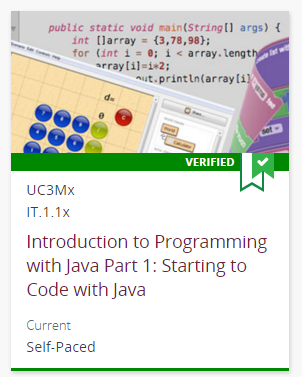 public static void main(String[] args) {
int []array = {3,78,98};
for (int i = 0; i < array.length
array[i]=i*2;
out.println(array[i]
d=
θ
VERIFIED
UC3Mx
IT.1.1x
Introduction to Programming
with Java Part 1: Starting to
Code with Java
Current
Self-Paced